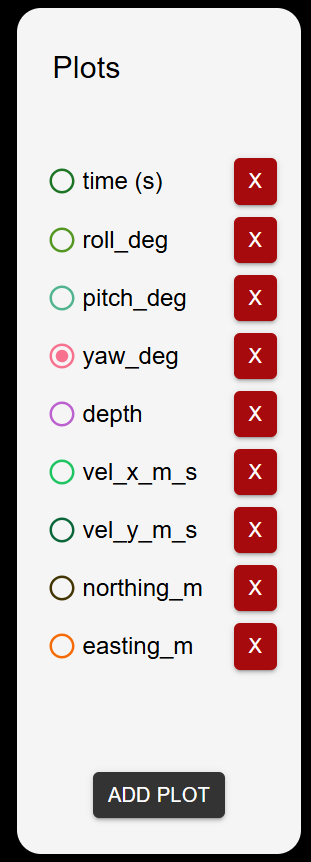 Plots
time (s) X
roll_deg X
pitch_deg X
yaw_deg X
depth X
vel_x_m_s X
vel_y_m_s X
northing_m X
easting_m X
ADD PLOT